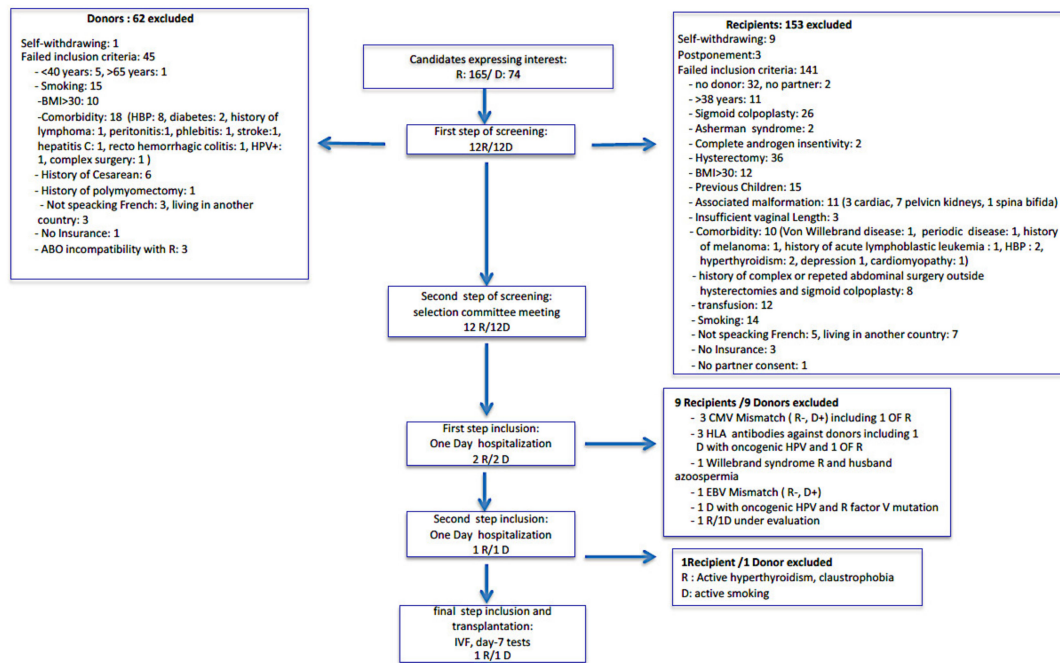 Donors : 62 excluded
Self-withdrawing: 1
Failed inclusion criteria: 45
- <40 years: 5, >65 years: 1
- Smoking: 15
-BMI>30: 10
-Comorbidity: 18 (HBP: 8, diabetes: 2, history of
lymphoma: 1, peritonitis:1, phlebitis: 1, stroke:1,
hepatitis C: 1, recto hemorrhagic colitis: 1, HPV+:
1, complex surgery: 1 )
- History of Cesarean: 6
- History of polymyomectomy: 1
- Not speacking French: 3, living in another
country: 3
- No Insurance: 1
- ABO incompatibility with R: 3
Candidates expressing interest:
R: 165/ D: 74
First step of screening:
12R/12D
Recipients: 153 excluded
Self-withdrawing: 9
Postponement:3
Failed inclusion criteria: 141
- no donor: 32, no partner: 2
- >38 years: 11
- Sigmoid colpoplasty: 26
- Asherman syndrome: 2
- Complete androgen insentivity: 2
- Hysterectomy: 36
- BMI>30: 12
- Previous Children: 15
- Associated malformation: 11 (3 cardiac, 7 pelvicn kidneys, 1 spina bifida)
- Insufficient vaginal Length: 3
- Comorbidity: 10 (Von Willebrand disease: 1, periodic disease: 1, history
of melanoma: 1, history of acute lymphoblastic leukemia : 1, HBP : 2,
hyperthyroidism: 2, depression 1, cardiomyopathy: 1)
- history of complex or repeted abdominal surgery outside
hysterectomies and sigmoid colpoplasty: 8
- transfusion: 12
- Smoking: 14
- Not speacking French: 5, living in another country: 7
- No Insurance: 3
- No partner consent: 1
Second step of screening:
selection committee meeting
12 R/12D
First step inclusion:
One Day hospitalization
2 R/2 D
9 Recipients /9 Donors excluded
- 3 CMV Mismatch ( R-, D+) including 1 OF R
- 3 HLA antibodies against donors including 1
D with oncogenic HPV and 1 OF R
- 1 Willebrand syndrome R and husband
azoospermia
- 1 EBV Mismatch ( R-, D+)
- 1 D with oncogenic HPV and R factor V mutation
- 1 R/1D under evaluation
Second step inclusion:
One Day hospitalization
1 R/1 D
1Recipient /1 Donor excluded
R : Active hyperthyroidism, claustrophobia
D: active smoking
final step inclusion and
transplantation:
IVF, day-7 tests
1 R/1 D